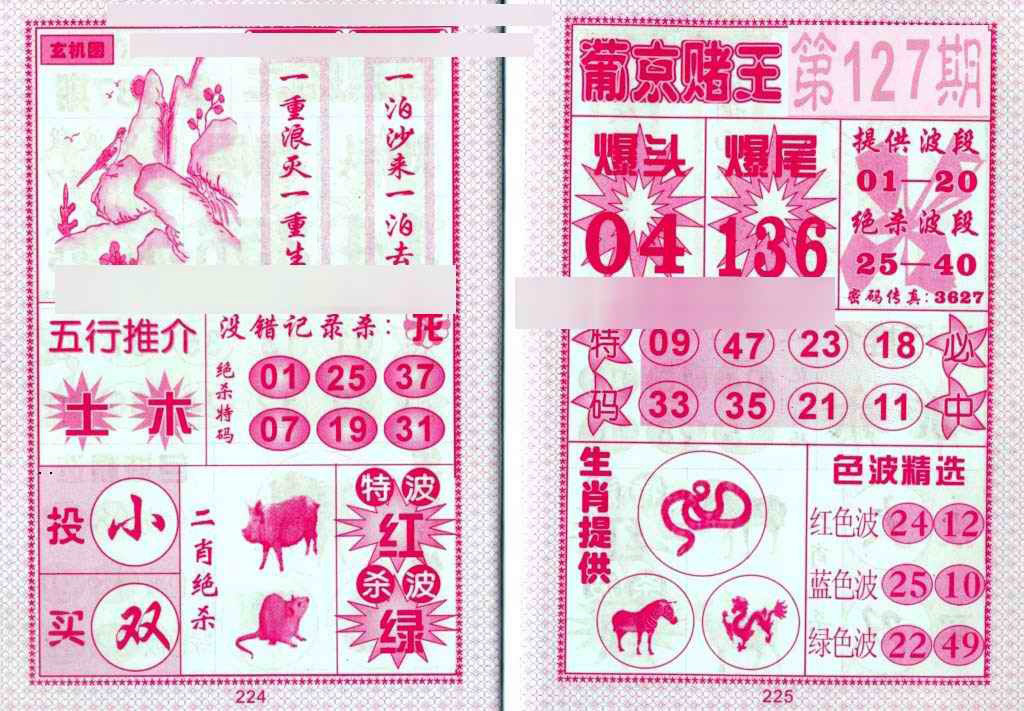 玄机图
一泊沙来一泊去
一重浪灭一重生
五行推介
土 木
没错记录杀：
绝杀特码
01 25 37
07 19 31
投 小
买 双
二肖绝杀
特波
红
杀波
绿
224
葡京赌王
第127期
爆头
04
爆尾
136
提供波段
01—20
绝杀波段
25—40
密码传真:3627
特码
09 47 23 18
33 35 21 11
必中
生肖提供
色波精选
红色波 24 12
蓝色波 25 10
绿色波 22 49
225